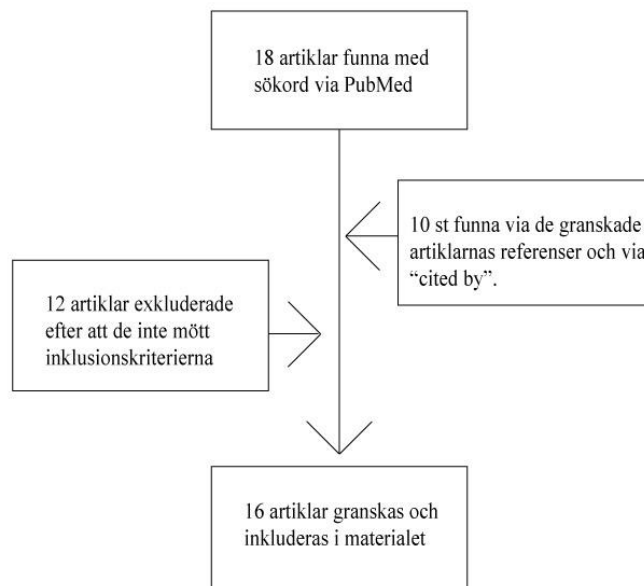 18 artiklar funna med
sökord via PubMed
10 st funna via de granskade
artiklarnas referenser och via
“cited by”.
12 artiklar exkluderade
efter att de inte mött
inklusionskriterierna
16 artiklar granskas och
inkluderas i materialet